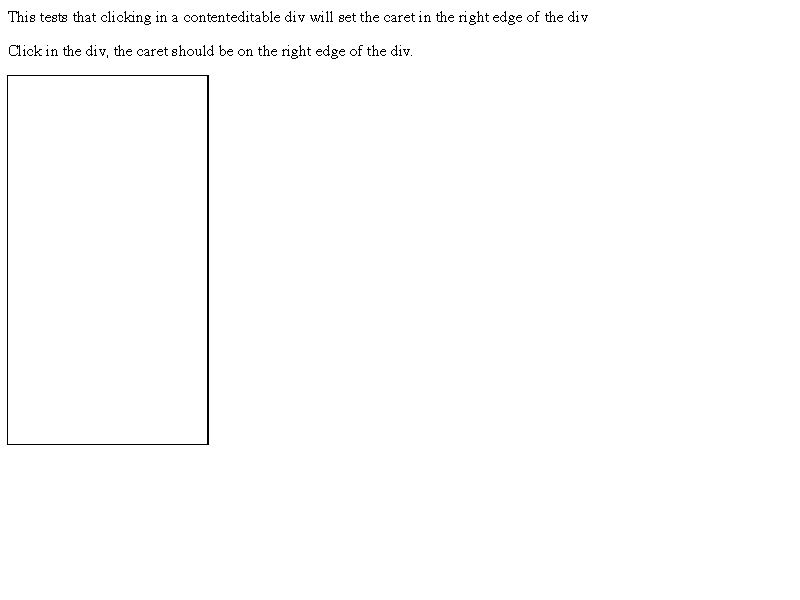 This tests that clicking in a contenteditable div will set the caret in the right edge of the div
Click in the div, the caret should be on the right edge of the div.